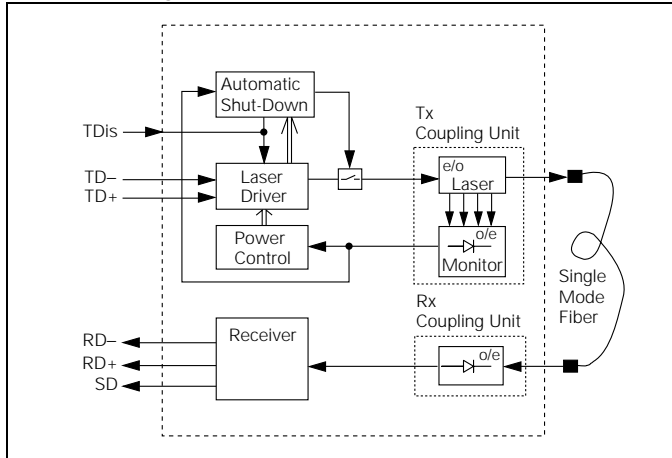 Automatic
Shut-Down
TDis
Tx
Coupling Unit
TD–
TD+
Laser
Driver
e/o
Laser
o/e
Monitor
Power
Control
Single
Mode
Fiber
Rx
Coupling Unit
RD–
RD+
SD
Receiver
o/e